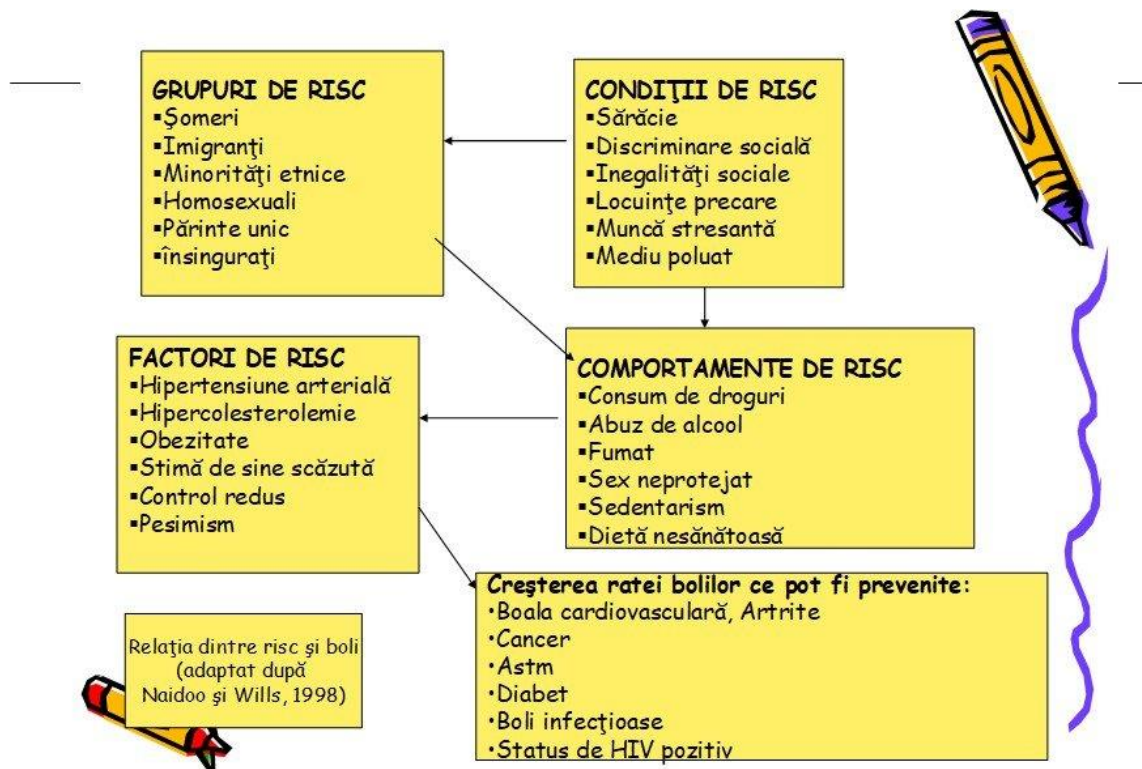 GRUPURI DE RISC
▪Şomeri
▪Imigranţi
▪Minorităţi etnice
▪Homosexuali
▪Părinte unic
▪însinguraţi
CONDIŢII DE RISC
▪Sărăcie
▪Discriminare socială
▪Inegalităţi sociale
▪Locuinţe precare
▪Muncă stresantă
▪Mediu poluat
FACTORI DE RISC
▪Hipertensiune arterială
▪Hipercolesterolemie
▪Obezitate
▪Stimă de sine scăzută
▪Control redus
▪Pesimism
COMPORTAMENTE DE RISC
▪Consum de droguri
▪Abuz de alcool
▪Fumat
▪Sex neprotejat
▪Sedentarism
▪Dietă nesănătoasă
Creşterea ratei bolilor ce pot fi prevenite:
•Boala cardiovasculară, Artrite
•Cancer
•Astm
•Diabet
•Boli infecţioase
•Status de HIV pozitiv
Relaţia dintre risc şi boli
(adaptat după
Naidoo şi Wills, 1998)